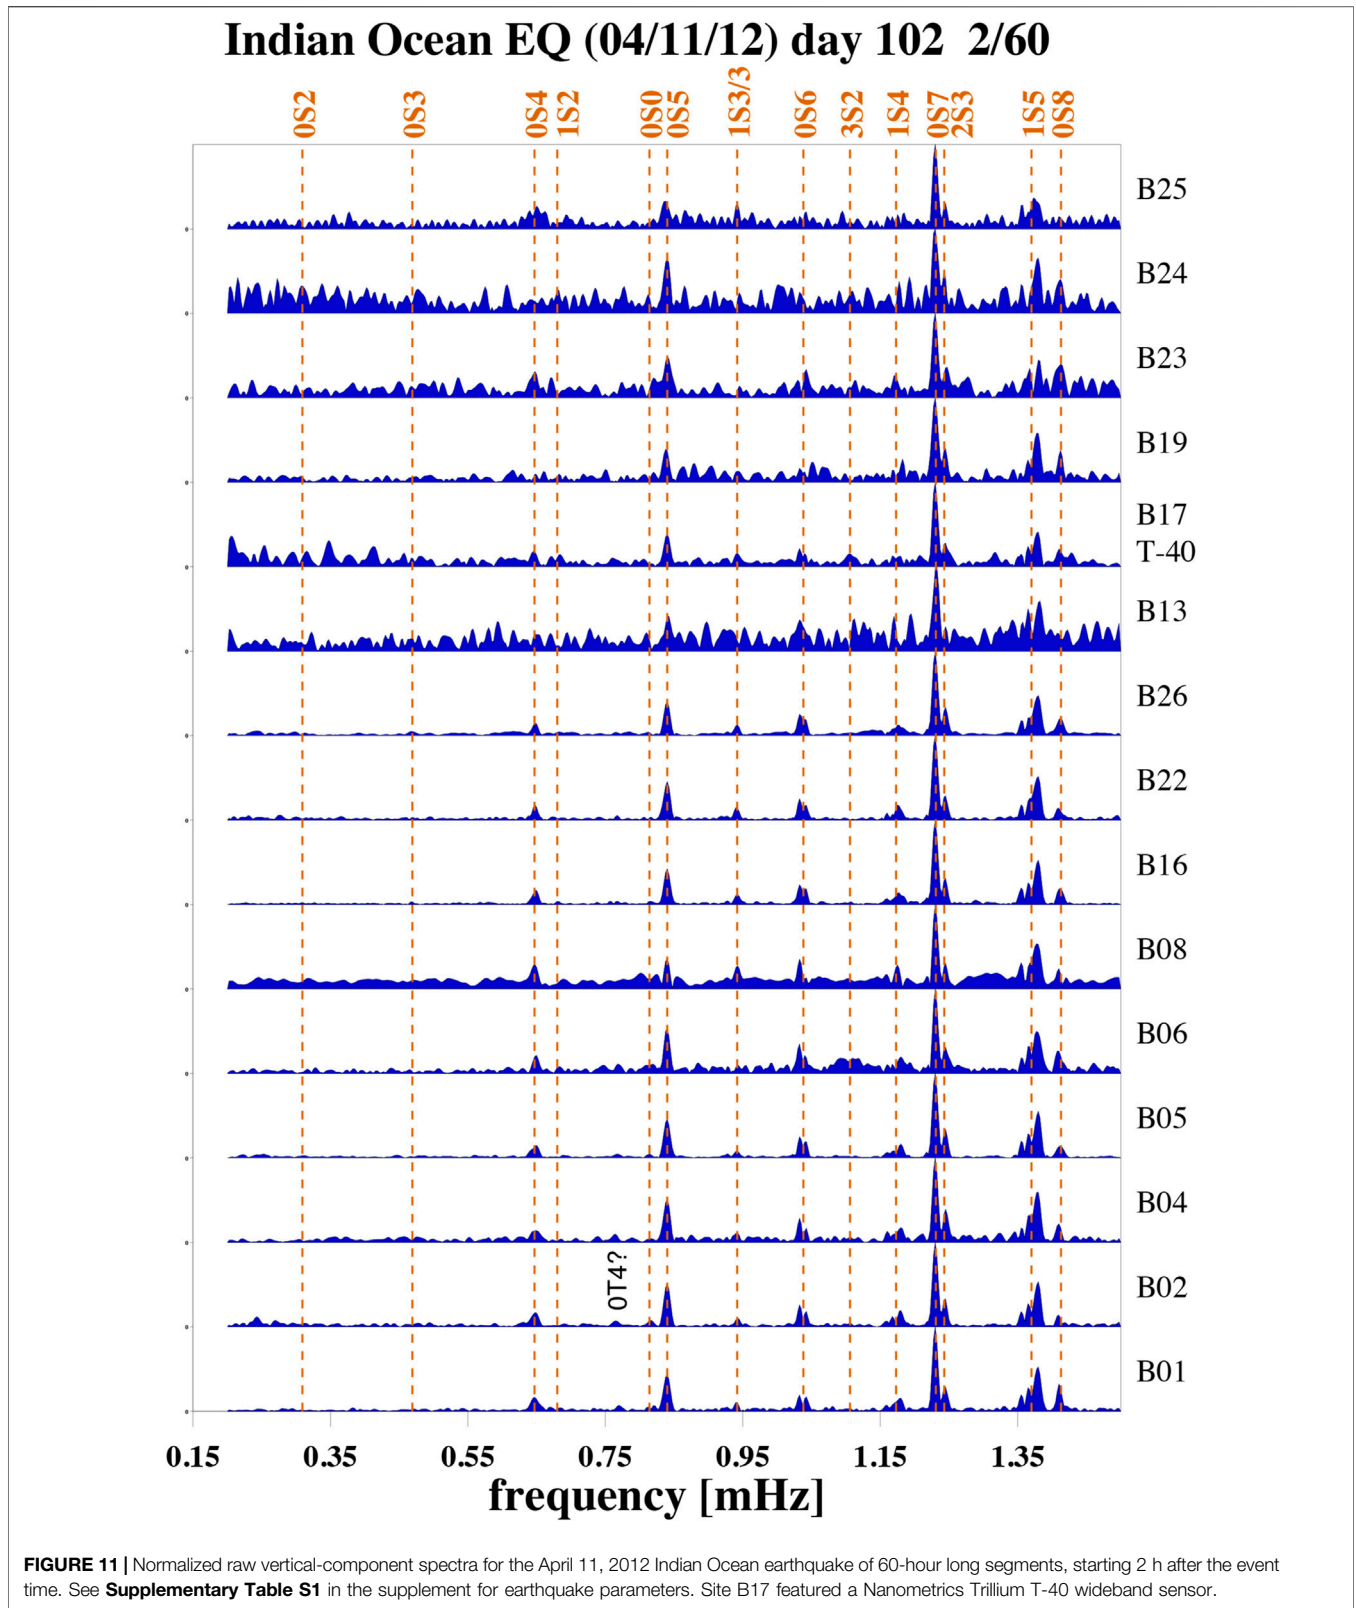 Indian Ocean EQ (04/11/12) day 102 2/60
0S2 0S3 0S4 1S2 0S0 0S5 1S3/3 0S6 3S2 1S4 0S7 2S3 1S5 0S8
B25
B24
B23
B19
B17
T-40
B13
B26
B22
B16
B08
B06
B05
B04
0T4?
B02
B01
0.15 0.35 0.55 0.75 0.95 1.15 1.35
frequency [mHz]
FIGURE 11 | Normalized raw vertical-component spectra for the April 11, 2012 Indian Ocean earthquake of 60-hour long segments, starting 2 h after the event
time. See Supplementary Table S1 in the supplement for earthquake parameters. Site B17 featured a Nanometrics Trillium T-40 wideband sensor.